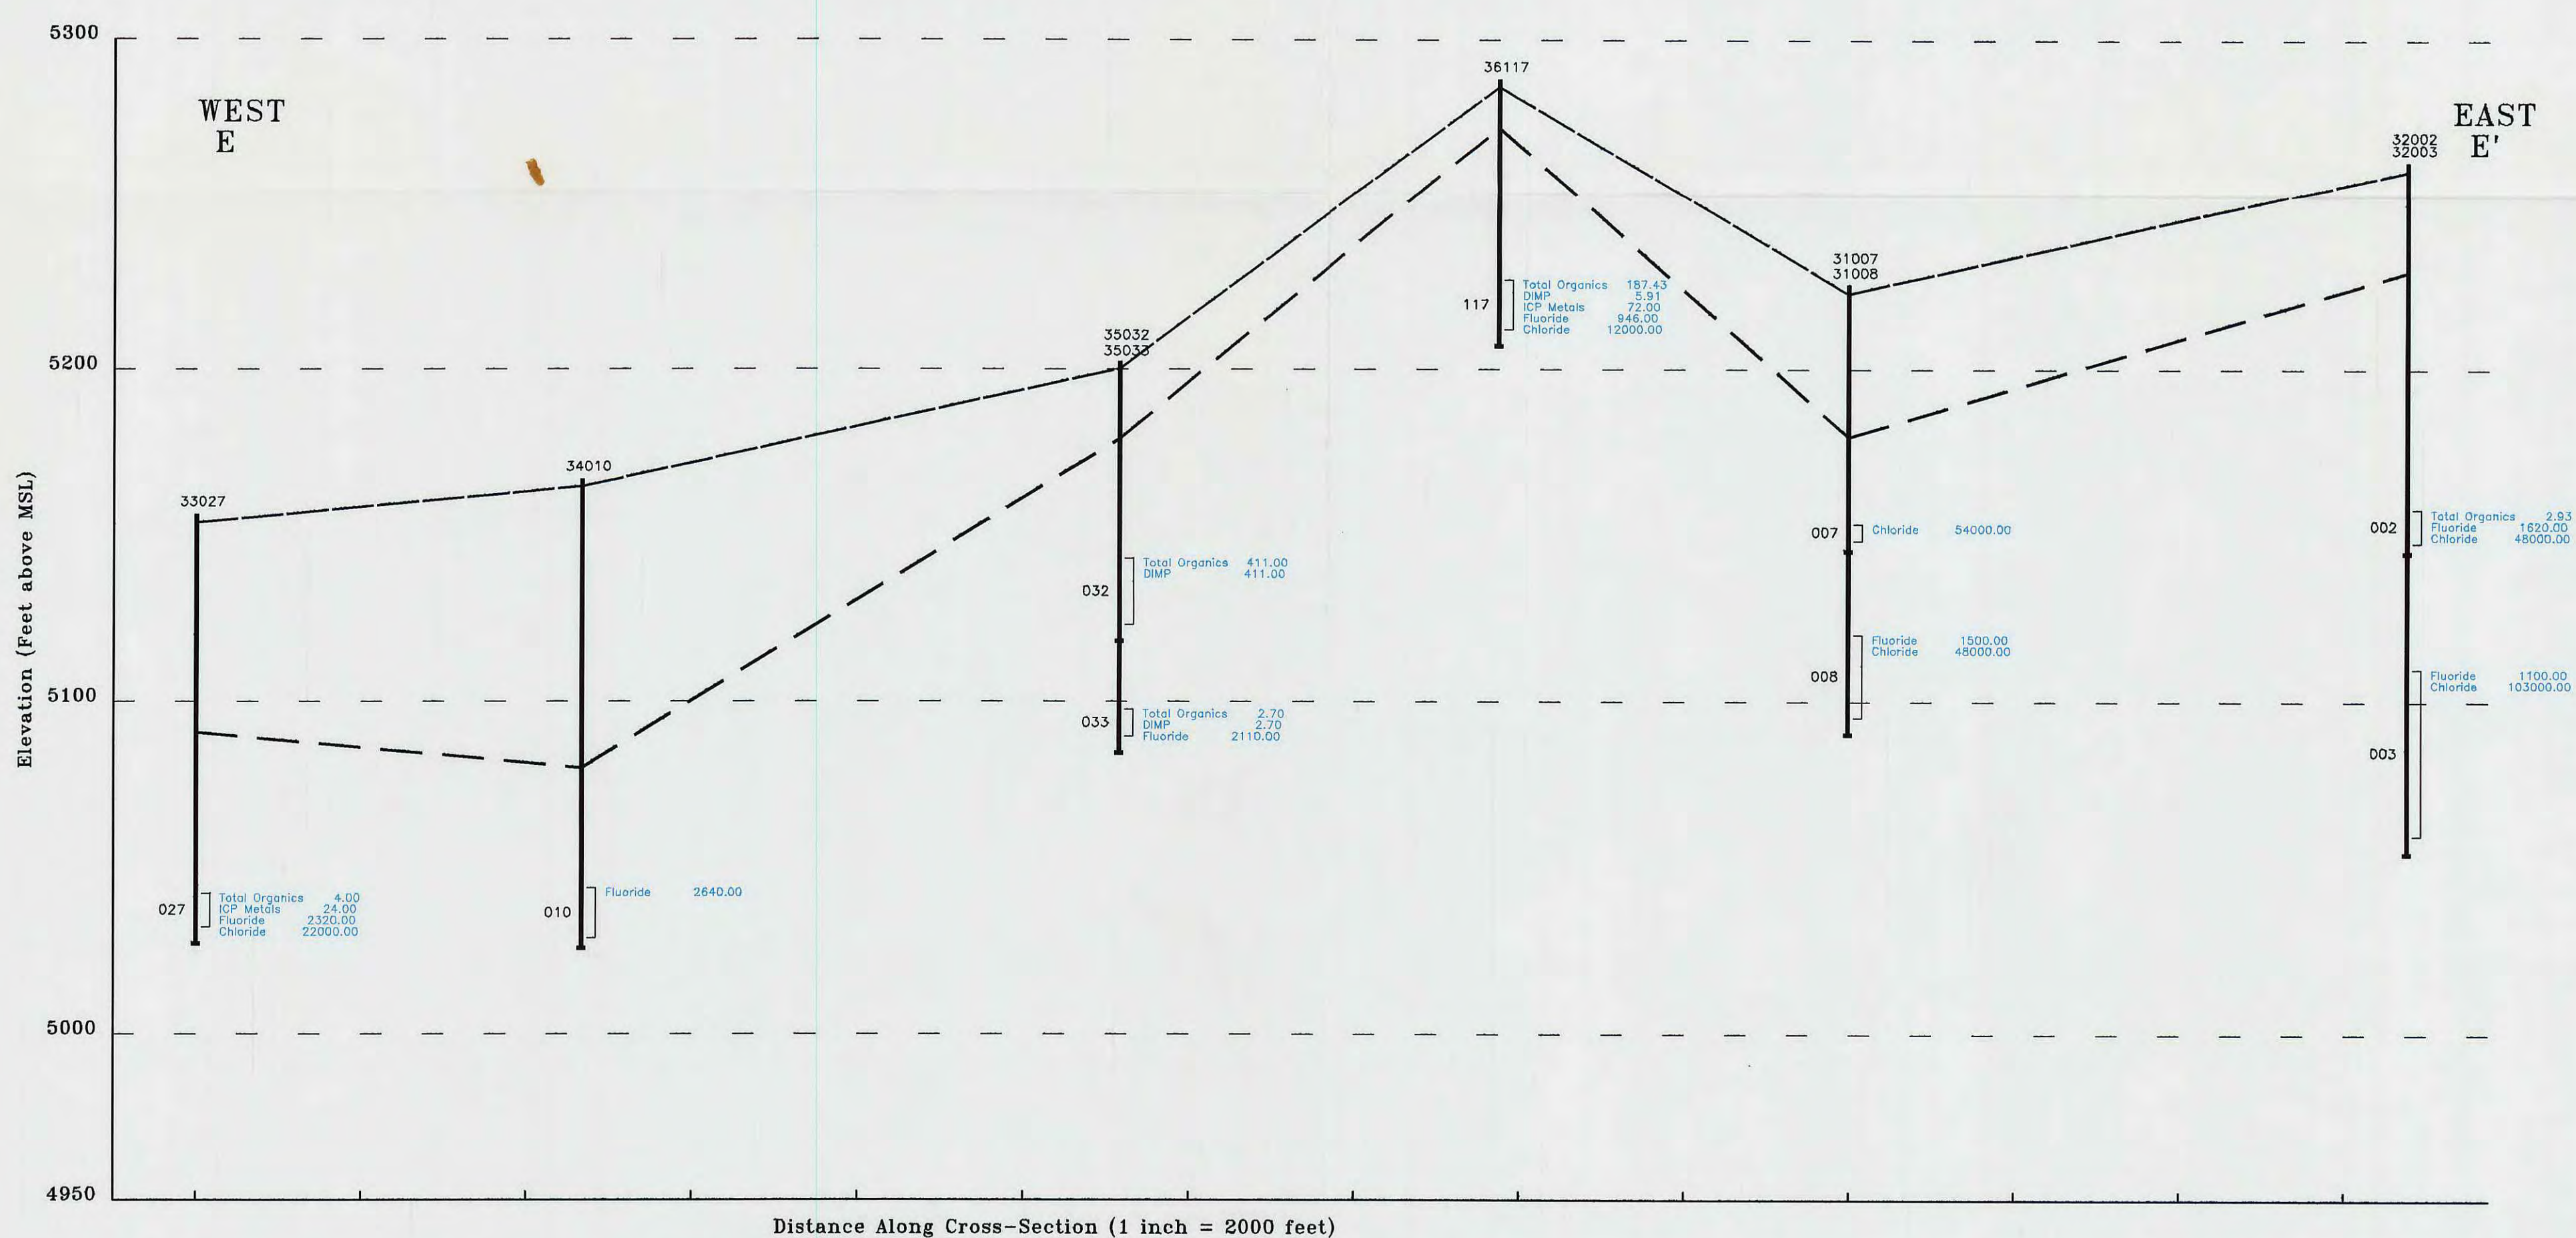 5300
36117
WEST
E
EAST
E'
32002
32003
31007
31008
117
Total Organics 187.43
DIMP 5.91
ICP Metals 72.00
Fluoride 946.00
Chloride 12000.00
35032
35033
5200
34010
33027
Elevation (Feet above MSL)
007
Chloride 54000.00
002
Total Organics 2.93
Fluoride 1620.00
Chloride 48000.00
032
Total Organics 411.00
DIMP 411.00
008
Fluoride 1500.00
Chloride 48000.00
5100
033
Total Organics 2.70
DIMP 2.70
Fluoride 2110.00
003
Fluoride 1100.00
Chloride 103000.00
027
Total Organics 4.00
ICP Metals 24.00
Fluoride 2320.00
Chloride 22000.00
010
Fluoride 2640.00
5000
4950
Distance Along Cross-Section (1 inch = 2000 feet)